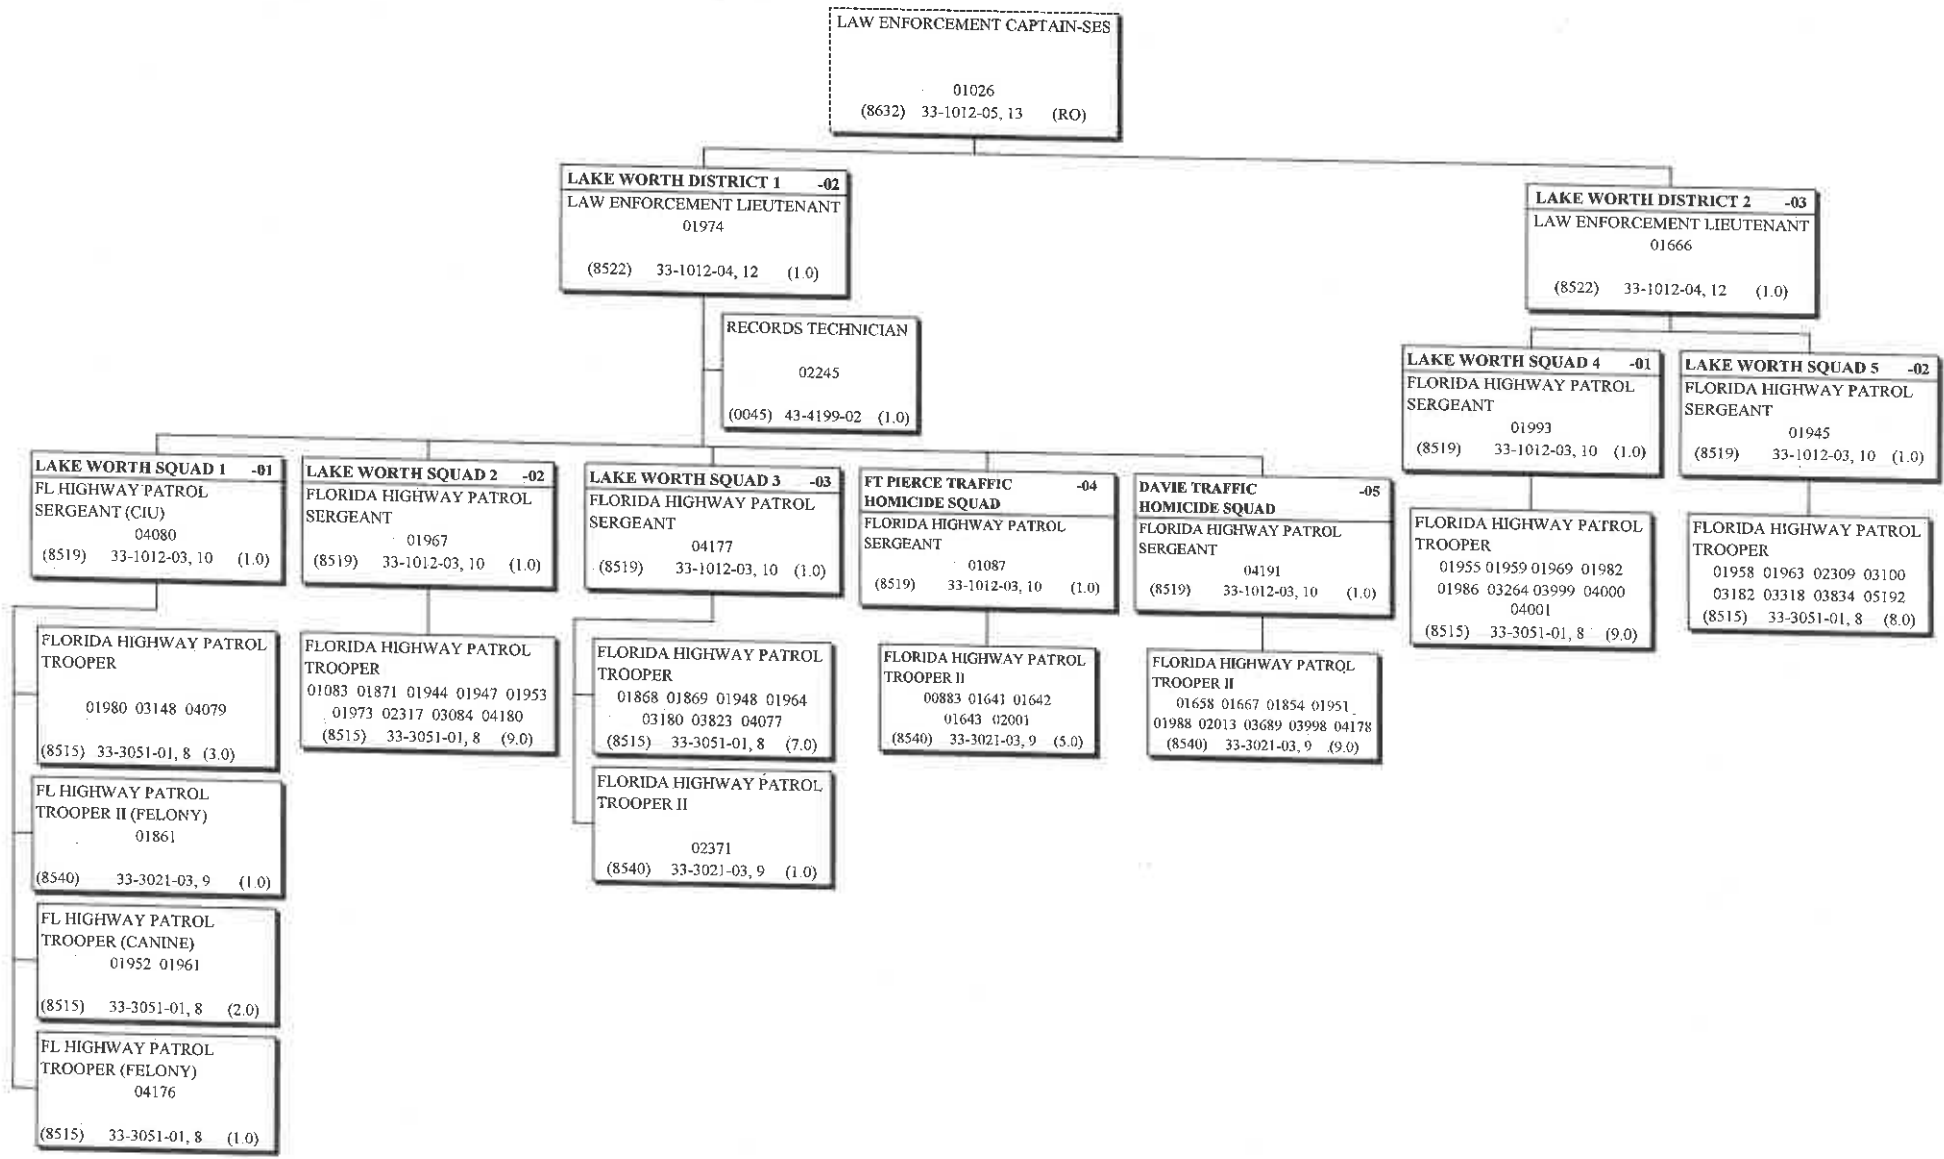 LAW ENFORCEMENT CAPTAIN-SES
01026
(8632) 33-1012-05, 13 (RO)
LAKE WORTH DISTRICT 1 -02
LAW ENFORCEMENT LIEUTENANT
01974
(8522) 33-1012-04, 12 (1.0)
LAKE WORTH DISTRICT 2 -03
LAW ENFORCEMENT LIEUTENANT
01666
(8522) 33-1012-04, 12 (1.0)
RECORDS TECHNICIAN
02245
(0045) 43-4199-02 (1.0)
LAKE WORTH SQUAD 4 -01
FLORIDA HIGHWAY PATROL
SERGEANT
01993
(8519) 33-1012-03, 10 (1.0)
LAKE WORTH SQUAD 5 -02
FLORIDA HIGHWAY PATROL
SERGEANT
01945
(8519) 33-1012-03, 10 (1.0)
LAKE WORTH SQUAD 1 -01
FL HIGHWAY PATROL
SERGEANT (CIU)
04080
(8519) 33-1012-03, 10 (1.0)
LAKE WORTH SQUAD 2 -02
FLORIDA HIGHWAY PATROL
SERGEANT
01967
(8519) 33-1012-03, 10 (1.0)
LAKE WORTH SQUAD 3 -03
FLORIDA HIGHWAY PATROL
SERGEANT
04177
(8519) 33-1012-03, 10 (1.0)
FT PIERCE TRAFFIC -04
HOMICIDE SQUAD
FLORIDA HIGHWAY PATROL
SERGEANT
01087
(8519) 33-1012-03, 10 (1.0)
DAVIE TRAFFIC -05
HOMICIDE SQUAD
FLORIDA HIGHWAY PATROL
SERGEANT
04191
(8519) 33-1012-03, 10 (1.0)
FLORIDA HIGHWAY PATROL
TROOPER
01955 01959 01969 01982
01986 03264 03999 04000
04001
(8515) 33-3051-01, 8 (9.0)
FLORIDA HIGHWAY PATROL
TROOPER
01958 01963 02309 03100
03182 03318 03834 05192
(8515) 33-3051-01, 8 (8.0)
FLORIDA HIGHWAY PATROL
TROOPER
01980 03148 04079
(8515) 33-3051-01, 8 (3.0)
FLORIDA HIGHWAY PATROL
TROOPER
01083 01871 01944 01947 01953
01973 02317 03084 04180
(8515) 33-3051-01, 8 (9.0)
FLORIDA HIGHWAY PATROL
TROOPER
01868 01869 01948 01964
03180 03823 04077
(8515) 33-3051-01, 8 (7.0)
FLORIDA HIGHWAY PATROL
TROOPER II
00883 01641 01642
01643 02001
(8540) 33-3021-03, 9 (5.0)
FLORIDA HIGHWAY PATROL
TROOPER II
01658 01667 01854 01951
01988 02013 03689 03998 04178
(8540) 33-3021-03, 9 (9.0)
FL HIGHWAY PATROL
TROOPER II (FELONY)
01861
(8540) 33-3021-03, 9 (1.0)
FLORIDA HIGHWAY PATROL
TROOPER II
02371
(8540) 33-3021-03, 9 (1.0)
FL HIGHWAY PATROL
TROOPER (CANINE)
01952 01961
(8515) 33-3051-01, 8 (2.0)
FL HIGHWAY PATROL
TROOPER (FELONY)
04176
(8515) 33-3051-01, 8 (1.0)